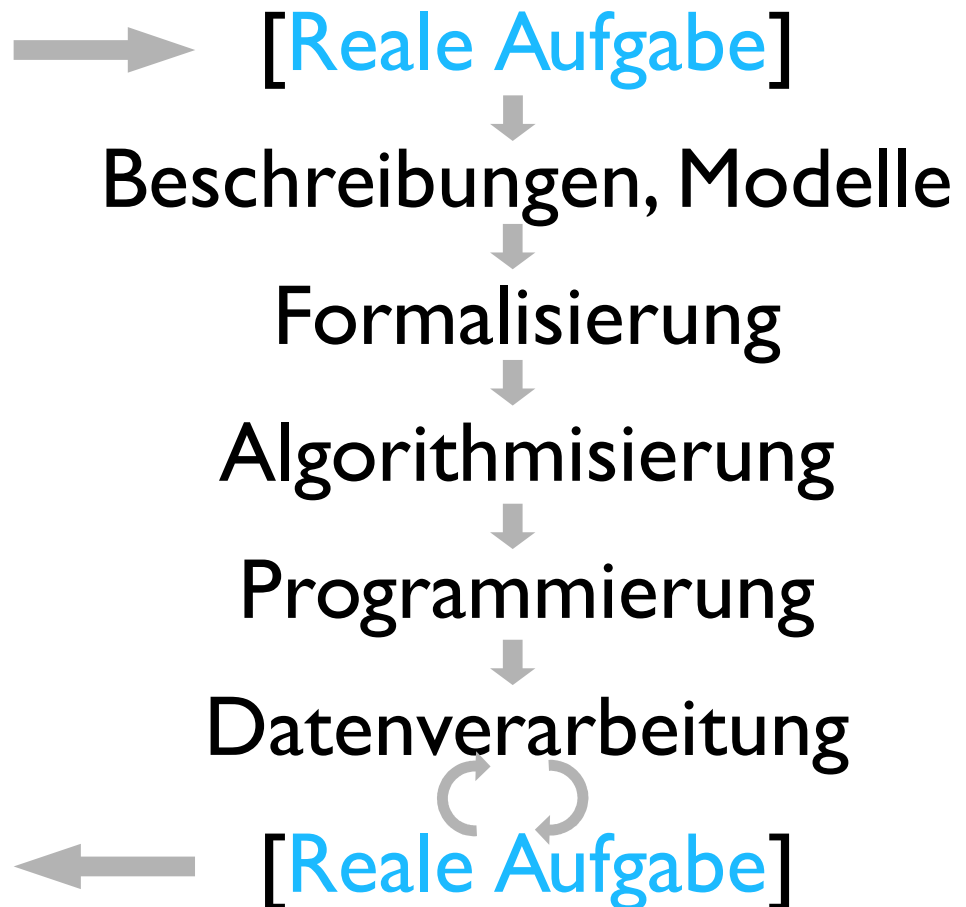 [Reale Aufgabe]
Beschreibungen, Modelle
Formalisierung
Algorithmisierung
Programmierung
Datenverarbeitung
[Reale Aufgabe]